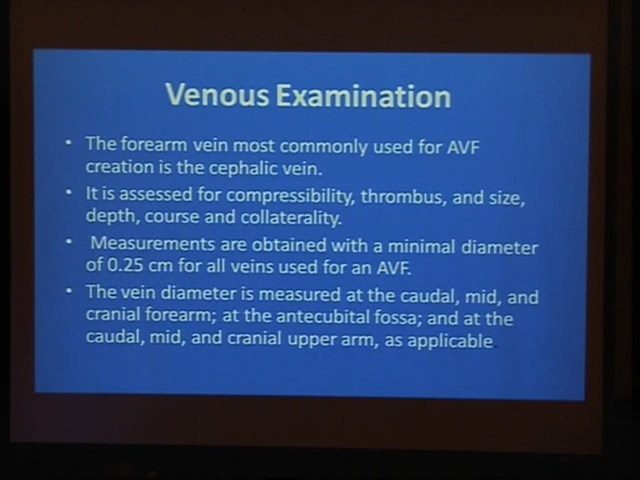 Venous Examination
• The forearm vein most commonly used for AVF
creation is the cephalic vein.
• It is assessed for compressibility, thrombus, and size,
depth, course and collaterality.
• Measurements are obtained with a minimal diameter
of 0.25 cm for all veins used for an AVF.
• The vein diameter is measured at the caudal, mid, and
cranial forearm; at the antecubital fossa; and at the
caudal, mid, and cranial upper arm, as applicable.